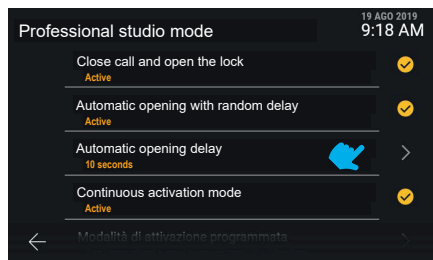 19 AGO 2019
Professional studio mode
9:18 AM
Close call and open the lock
Active
Automatic opening with random delay
Active
Automatic opening delay
10 seconds
Continuous activation mode
Active
Modalità di attivazione programmata